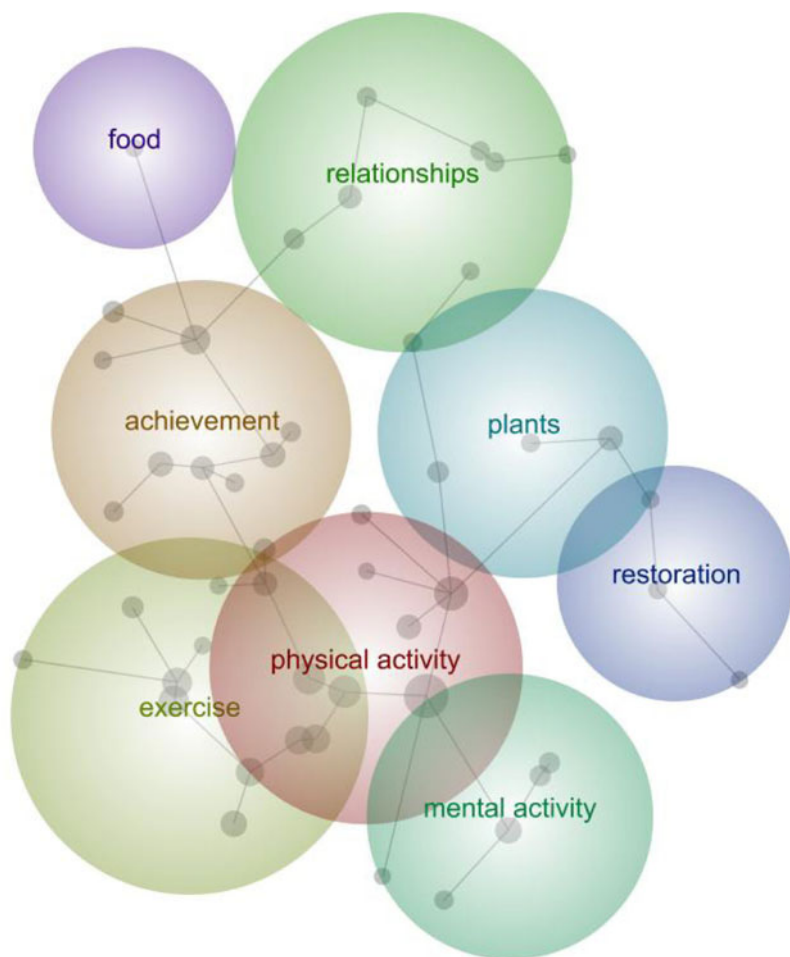 food
relationships
achievement
plants
restoration
physical activity
exercise
mental activity